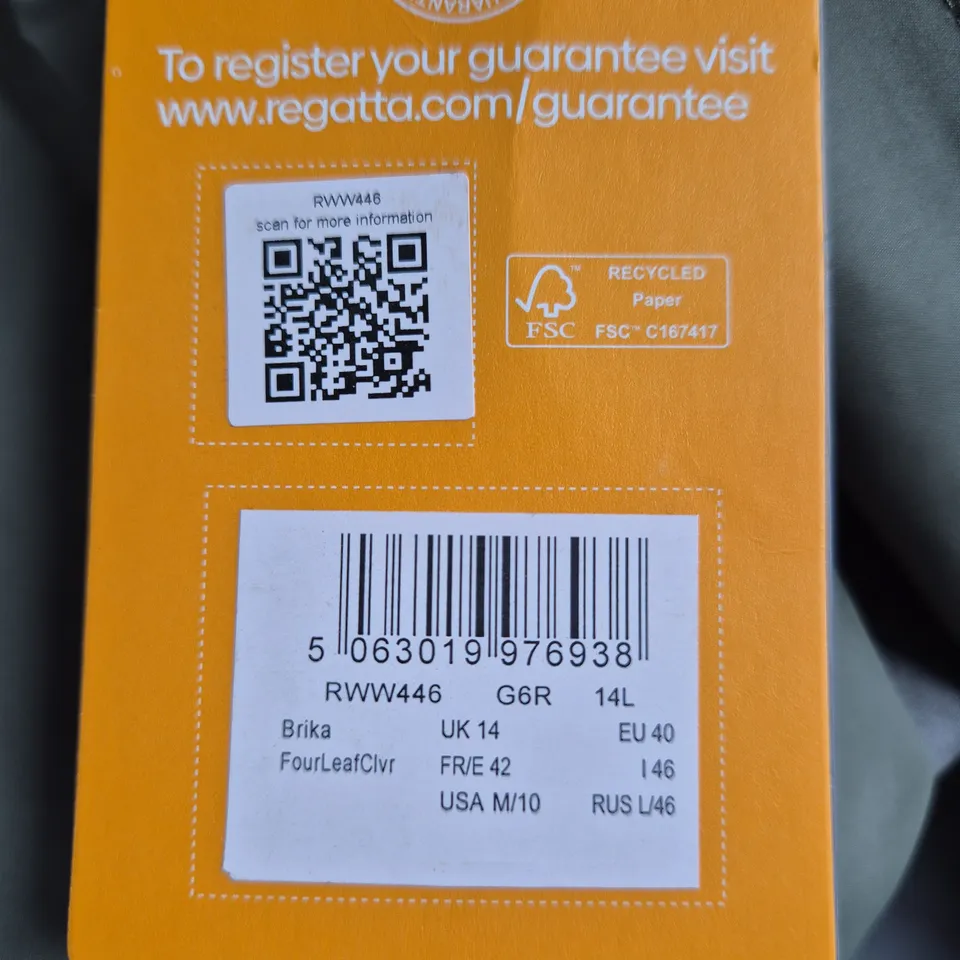 To register your guarantee visit
www.regatta.com/guarantee
RWW446
scan for more information
FSC™
RECYCLED
Paper
FSC™ C167417
5 063019 976938
RWW446 G6R 14L
Brika UK 14 EU 40
FourLeafClvr FR/E 42 I 46
USA M/10 RUS L/46